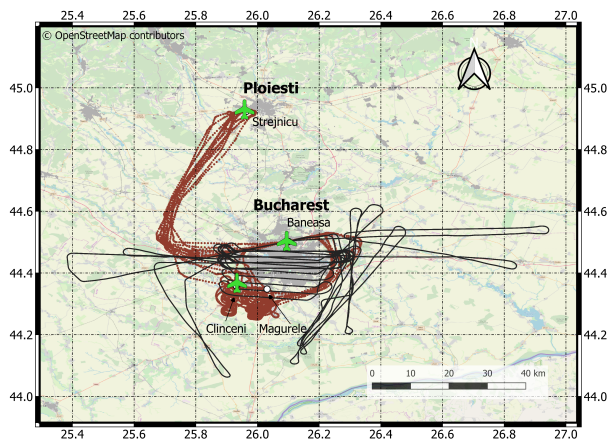 25.4 25.6 25.8 26.0 26.2 26.4 26.6 26.8 27.0
© OpenStreetMap contributors
45.0 45.0
Ploiesti
Strejnicu
44.8 44.8
44.6 44.6
Bucharest
Baneasa
44.4 44.4
Clinceni Magurele
44.2 44.2
0 10 20 30 40 km
44.0 44.0
25.4 25.6 25.8 26.0 26.2 26.4 26.6 26.8 27.0